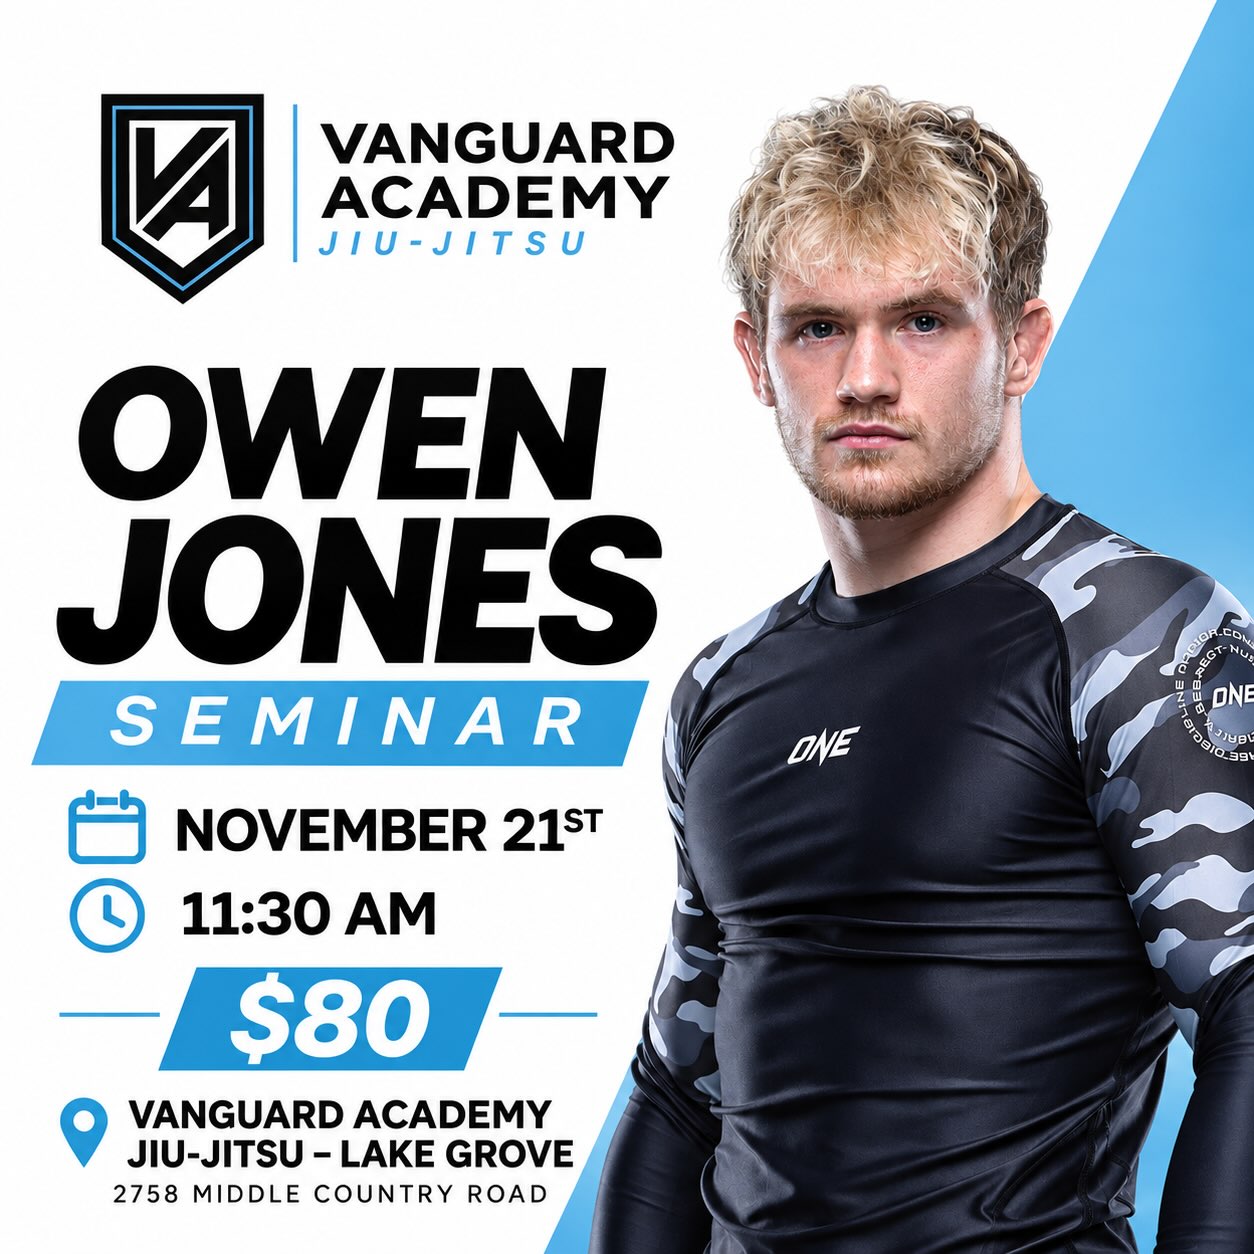 VA
VANGUARD
ACADEMY
JIU-JITSU
OWEN
JONES
SEMINAR
NOVEMBER 21ST
11:30 AM
$80
VANGUARD ACADEMY
JIU-JITSU – LAKE GROVE
2758 MIDDLE COUNTRY ROAD
ONE
ONE